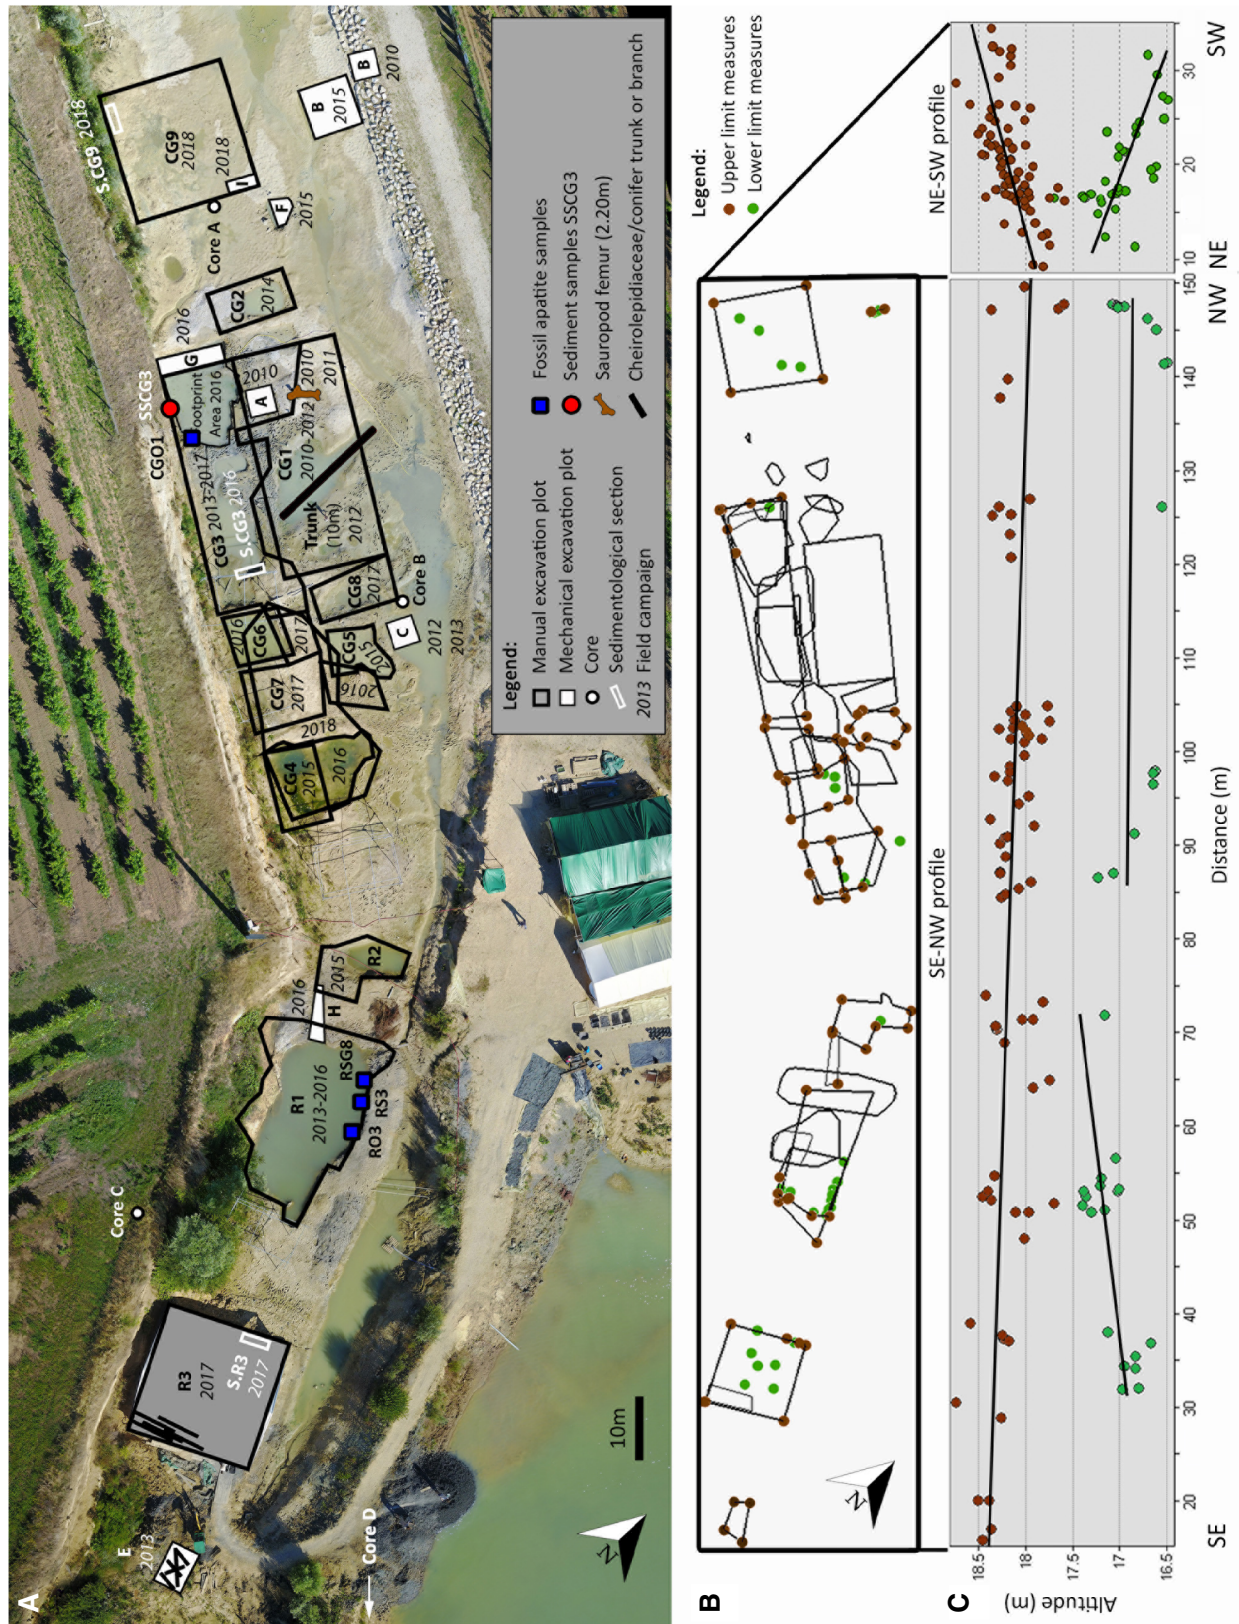 A
E
2013
R3
2017
S.R3
2017
Core C
Core D
R1
2013-2016
RO3
RS3
RSG8
2016
H
2015
R2
CG4
2015
2016
2018
CG7
2017
2016
CG6
2017
CG5
2015
2016
CG8
2017
C
2012
2013
Core B
CG3 2013-2017
S.CG3 2016
CGO1
SSCG3
Footprint
Area 2016
G
2016
2010
A
CG1
2010-2012
2010
2011
Trunk
(10m)
2012
CG2
2014
Core A
CG9
2018
S.CG9 2018
I
2018
F
2015
B
2015
B
2010
10m
N
Legend:
Manual excavation plot
Mechanical excavation plot
Core
Sedimentological section
2013 Field campaign
Fossil apatite samples
Sediment samples SSCG3
Sauropod femur (2.20m)
Cheirolepidiaceae/conifer trunk or branch
B
N
Legend:
Upper limit measures
Lower limit measures
SE-NW profile
NE-SW profile
C
Altitude (m)
18.5
18
17.5
17
16.5
SE
20
30
40
50
60
70
80
90
100
110
120
130
140
150
NW
Distance (m)
NE
10
20
30
SW